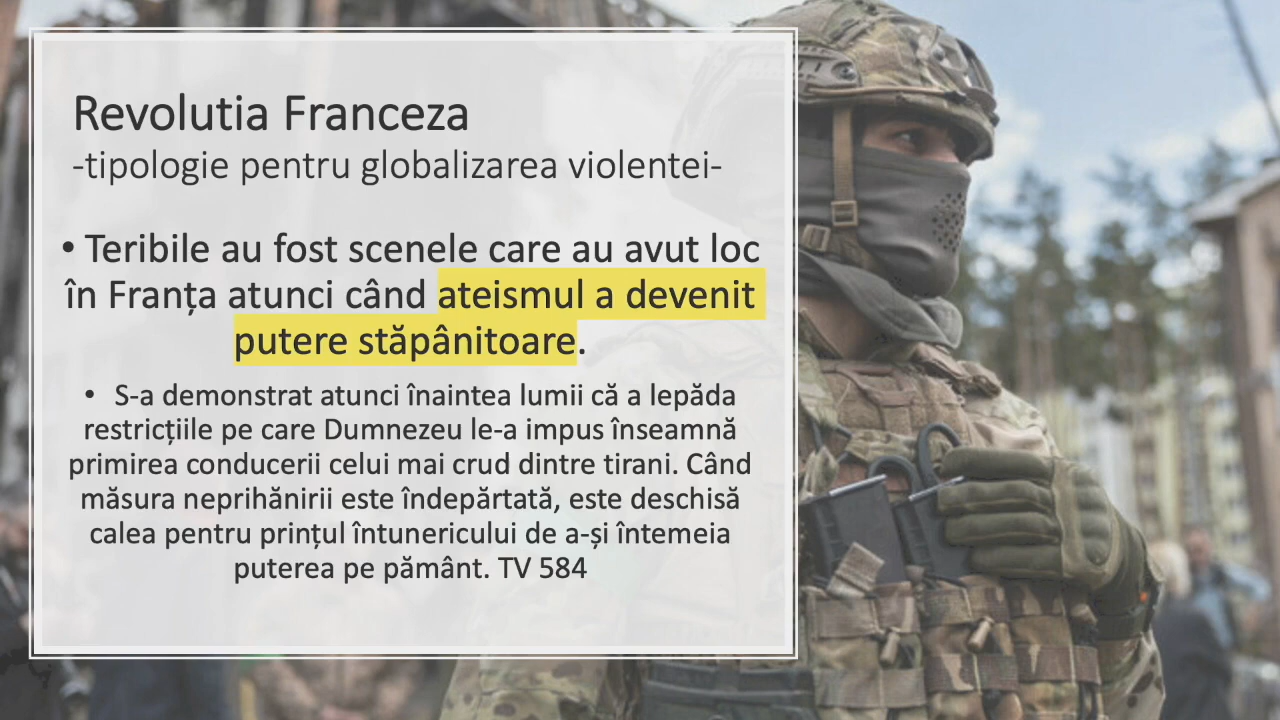 Revolutia Franceza
-tipologie pentru globalizarea violentei-
• Teribile au fost scenele care au avut loc
în Franța atunci când ateismul a devenit
putere stăpânitoare.
• S-a demonstrat atunci înaintea lumii că a lepăda
restricțiile pe care Dumnezeu le-a impus înseamnă
primirea conducerii celui mai crud dintre tirani. Când
măsura neprihănirii este îndepărtată, este deschisă
calea pentru prințul întunericului de a-și întemeia
puterea pe pământ. TV 584